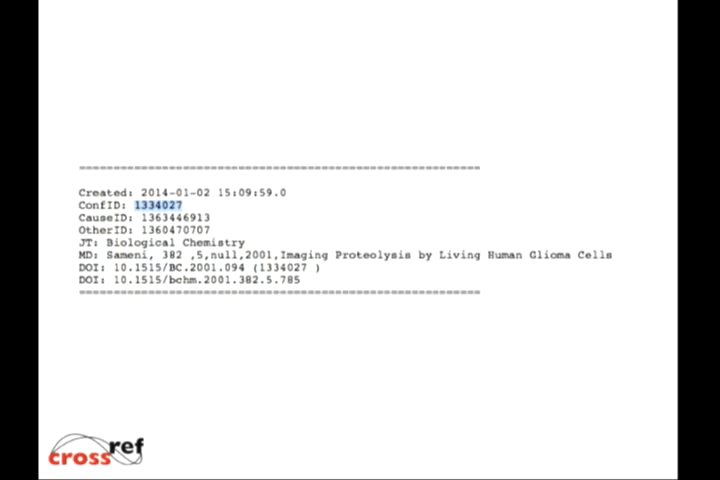 ==========================================================
Created: 2014-01-02 15:09:59.0
ConfID: 1334027
CauseID: 1363446913
OtherID: 1360470707
JT: Biological Chemistry
MD: Sameni, 382 ,5,null,2001,Imaging Proteolysis by Living Human Glioma Cells
DOI: 10.1515/BC.2001.094 (1334027 )
DOI: 10.1515/bchm.2001.382.5.785
==========================================================
crossref